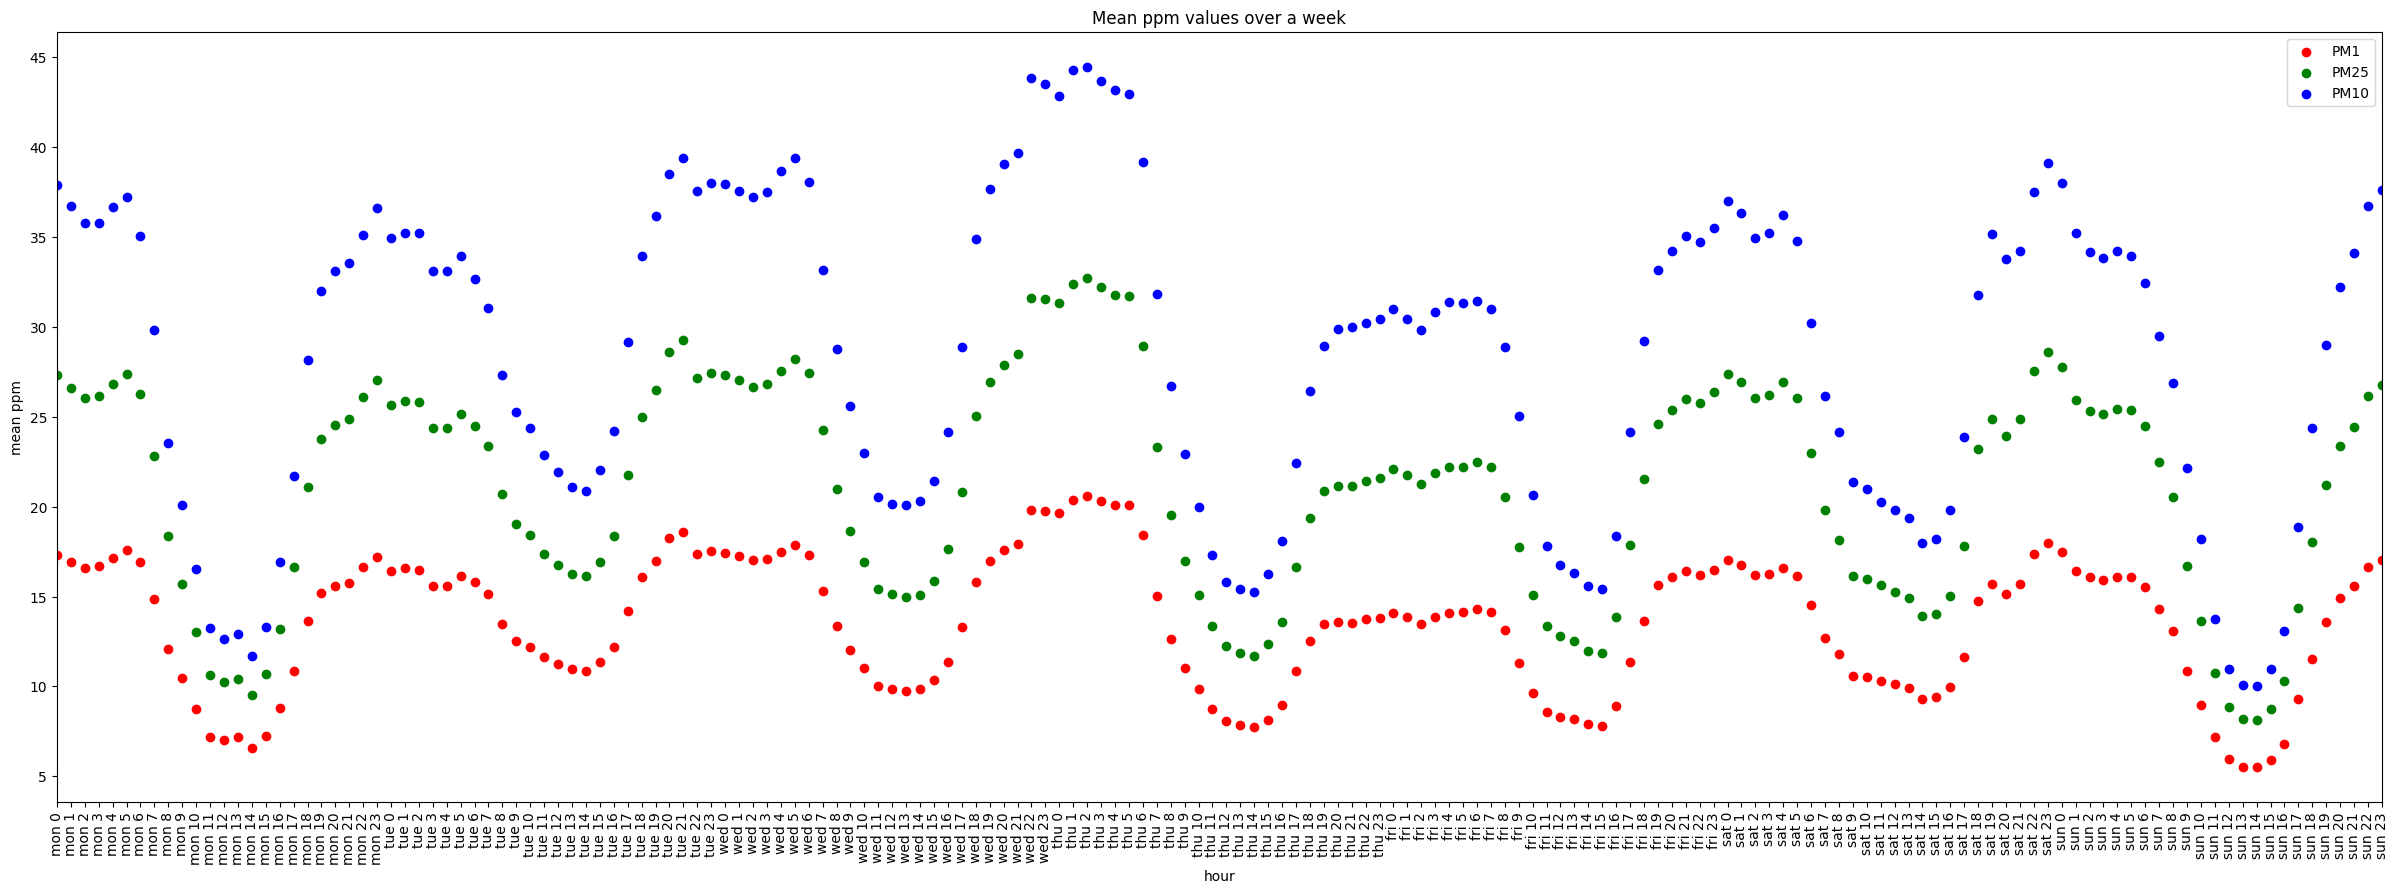 Mean ppm values over a week
PM1
PM25
PM10
mean ppm
45
40
35
30
25
20
15
10
5
mon 0
mon 1
mon 2
mon 3
mon 4
mon 5
mon 6
mon 7
mon 8
mon 9
mon 10
mon 11
mon 12
mon 13
mon 14
mon 15
mon 16
mon 17
mon 18
mon 19
mon 20
mon 21
mon 22
mon 23
tue 0
tue 1
tue 2
tue 3
tue 4
tue 5
tue 6
tue 7
tue 8
tue 9
tue 10
tue 11
tue 12
tue 13
tue 14
tue 15
tue 16
tue 17
tue 18
tue 19
tue 20
tue 21
tue 22
tue 23
wed 0
wed 1
wed 2
wed 3
wed 4
wed 5
wed 6
wed 7
wed 8
wed 9
wed 10
wed 11
wed 12
wed 13
wed 14
wed 15
wed 16
wed 17
wed 18
wed 19
wed 20
wed 21
wed 22
wed 23
thu 0
thu 1
thu 2
thu 3
thu 4
thu 5
thu 6
thu 7
thu 8
thu 9
thu 10
thu 11
thu 12
thu 13
thu 14
thu 15
thu 16
thu 17
thu 18
thu 19
thu 20
thu 21
thu 22
thu 23
fri 0
fri 1
fri 2
fri 3
fri 4
fri 5
fri 6
fri 7
fri 8
fri 9
fri 10
fri 11
fri 12
fri 13
fri 14
fri 15
fri 16
fri 17
fri 18
fri 19
fri 20
fri 21
fri 22
fri 23
sat 0
sat 1
sat 2
sat 3
sat 4
sat 5
sat 6
sat 7
sat 8
sat 9
sat 10
sat 11
sat 12
sat 13
sat 14
sat 15
sat 16
sat 17
sat 18
sat 19
sat 20
sat 21
sat 22
sat 23
sun 0
sun 1
sun 2
sun 3
sun 4
sun 5
sun 6
sun 7
sun 8
sun 9
sun 10
sun 11
sun 12
sun 13
sun 14
sun 15
sun 16
sun 17
sun 18
sun 19
sun 20
sun 21
sun 22
sun 23
hour